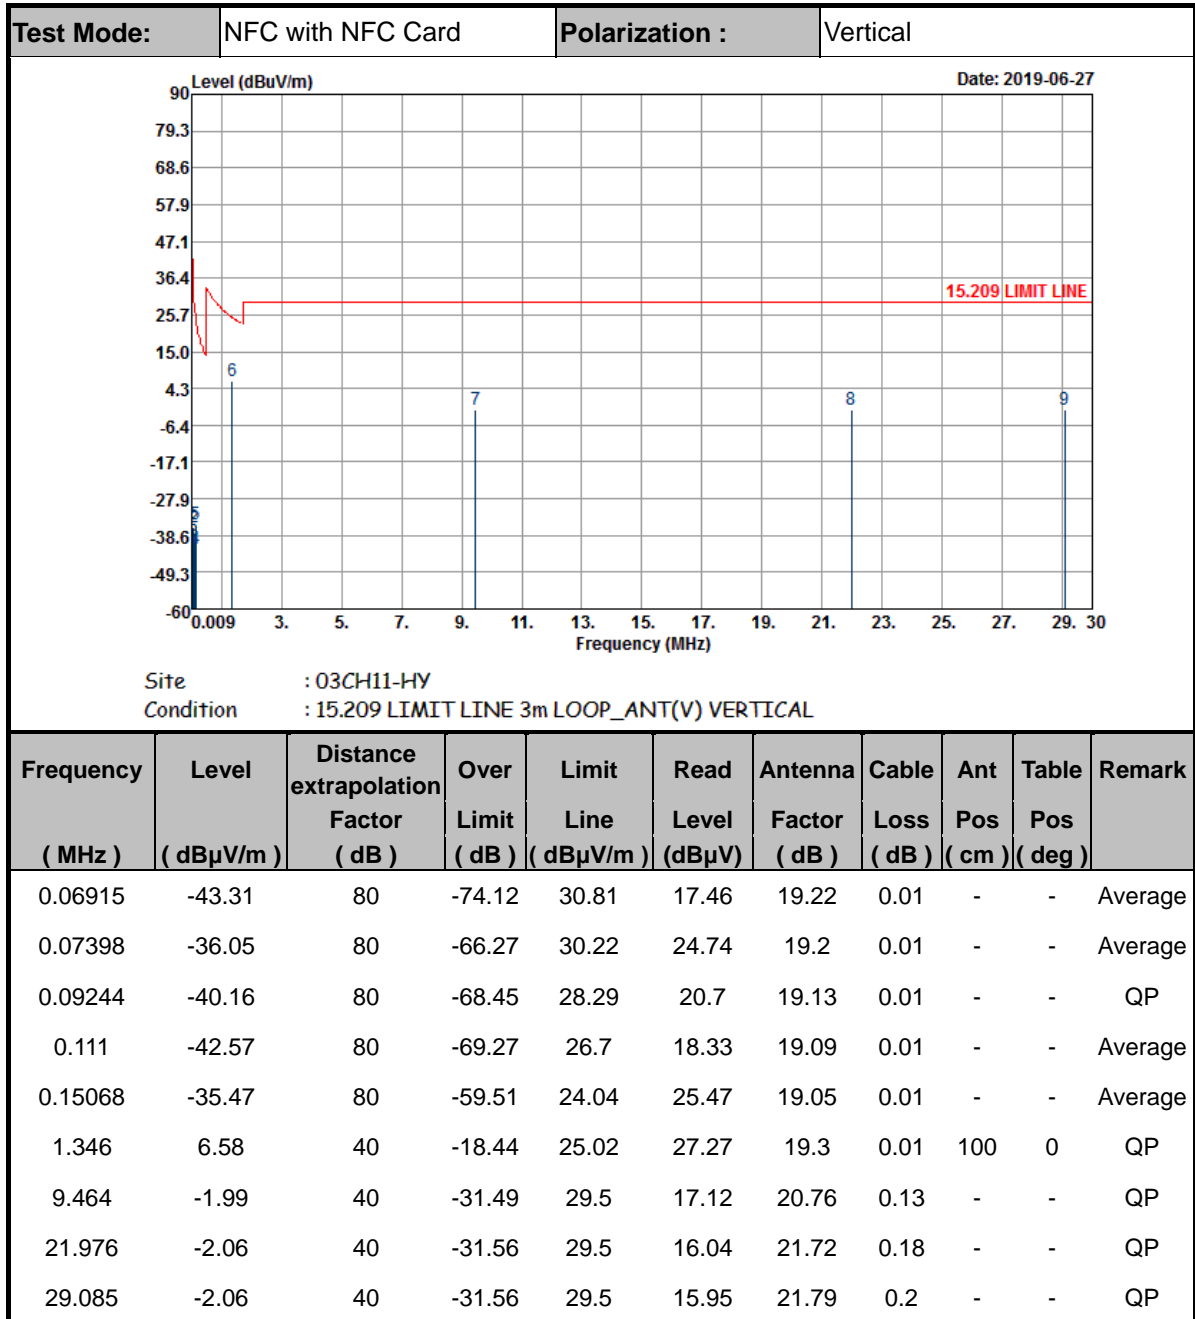 Test Mode: NFC with NFC Card Polarization : Vertical
Level (dBuV/m) Date: 2019-06-27
90
79.3
68.6
57.9
47.1
36.4
15.209 LIMIT LINE
25.7
15.0
6
4.3
7 8 9
-6.4
-17.1
-27.9
5
-38.6
-49.3
-60
0.009 3. 5. 7. 9. 11. 13. 15. 17. 19. 21. 23. 25. 27. 29. 30
Frequency (MHz)
Site : 03CH11-HY
Condition : 15.209 LIMIT LINE 3m LOOP_ANT(V) VERTICAL
Frequency Level Distance extrapolation Over Limit Read Antenna Cable Ant Table Remark
Factor Limit Line Level Factor Loss Pos Pos
( MHz ) ( dBµV/m ) ( dB ) ( dB ) ( dBµV/m ) (dBµV) ( dB ) ( dB ) ( cm ) ( deg )
0.06915 -43.31 80 -74.12 30.81 17.46 19.22 0.01 - - Average
0.07398 -36.05 80 -66.27 30.22 24.74 19.2 0.01 - - Average
0.09244 -40.16 80 -68.45 28.29 20.7 19.13 0.01 - - QP
0.111 -42.57 80 -69.27 26.7 18.33 19.09 0.01 - - Average
0.15068 -35.47 80 -59.51 24.04 25.47 19.05 0.01 - - Average
1.346 6.58 40 -18.44 25.02 27.27 19.3 0.01 100 0 QP
9.464 -1.99 40 -31.49 29.5 17.12 20.76 0.13 - - QP
21.976 -2.06 40 -31.56 29.5 16.04 21.72 0.18 - - QP
29.085 -2.06 40 -31.56 29.5 15.95 21.79 0.2 - - QP